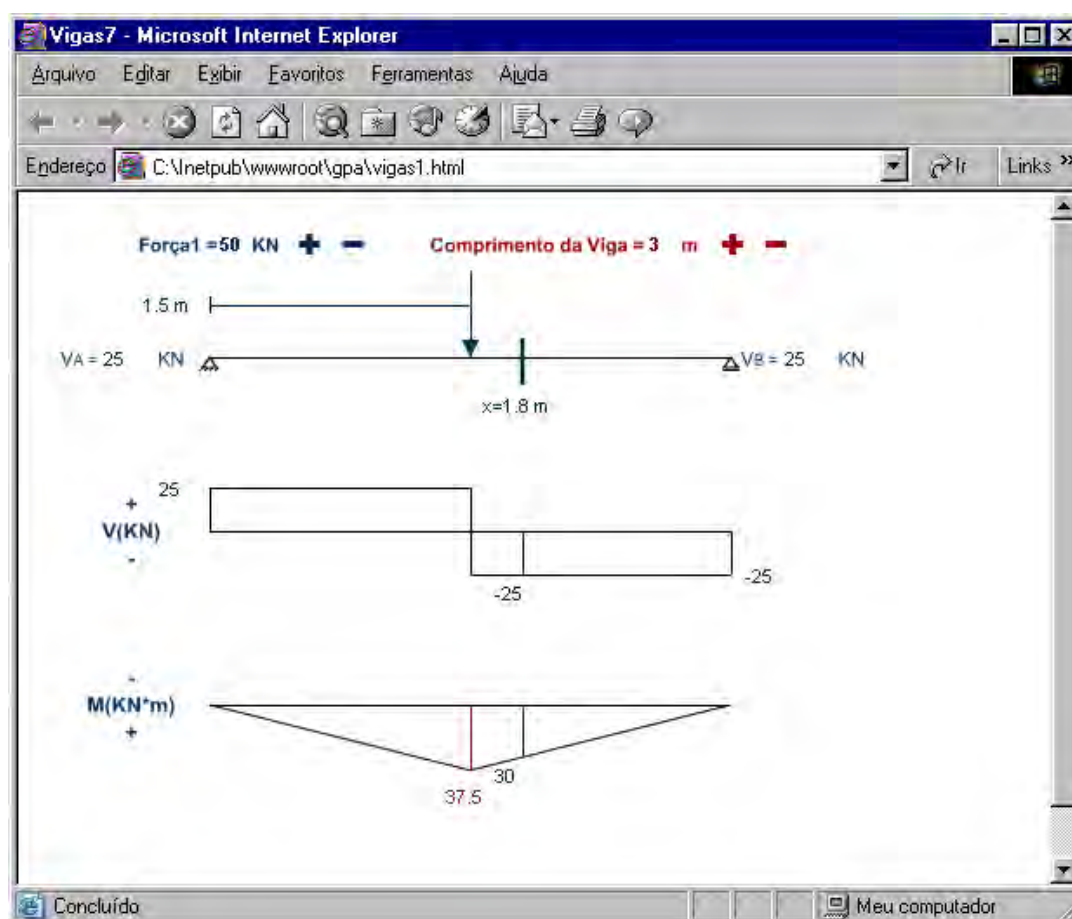 Vigas7 - Microsoft Internet Explorer
Arquivo Editar Exibir Favoritos Ferramentas Ajuda
Endereço C:\Inetpub\wwwroot\gpa\vigas1.html Ir Links »
Força1 =50 KN + - Comprimento da Viga = 3 m + -
1.5 m
VA = 25 KN VB = 25 KN
x=1.8 m
25
+
V(KN)
-
-25
-25
-
M(KN*m)
+
30
37.5
Concluído Meu computador